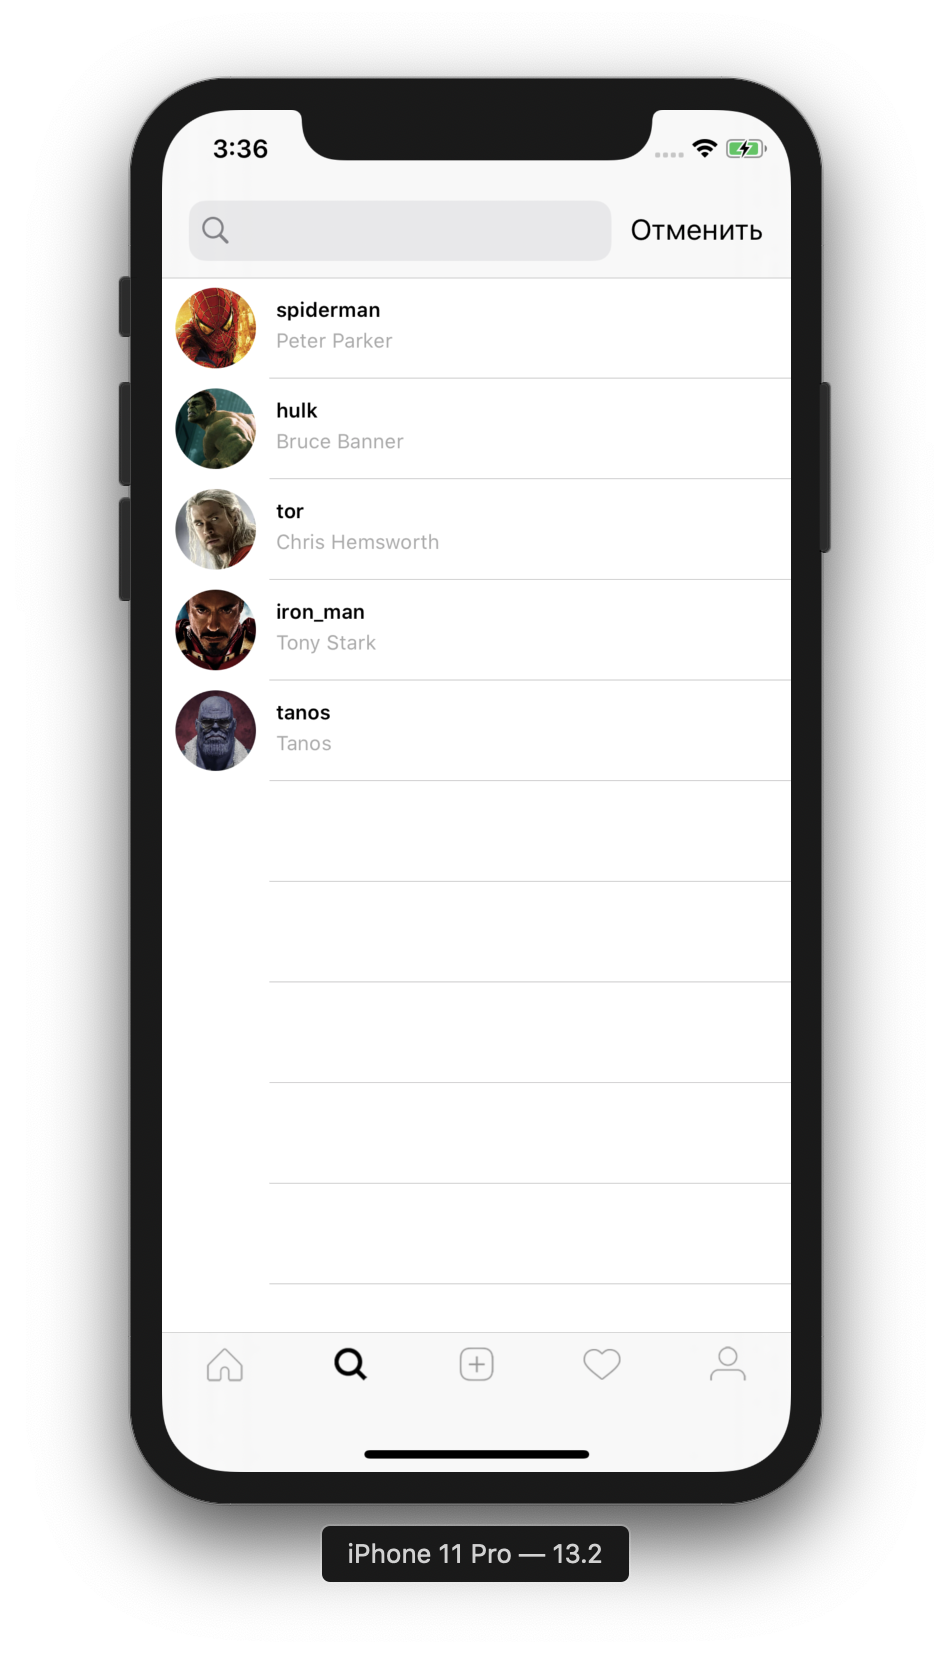 3:36
Отменить
spiderman
Peter Parker
hulk
Bruce Banner
tor
Chris Hemsworth
iron_man
Tony Stark
tanos
Tanos
iPhone 11 Pro — 13.2